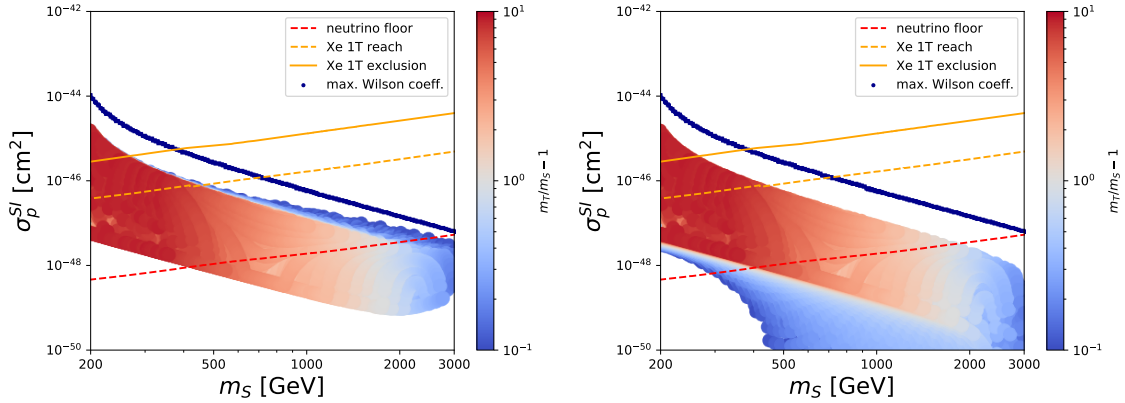 10^{-42}
10^{-44}
10^{-46}
10^{-48}
10^{-50}
σ_p^{SI} [cm²]
200
500
1000
2000
3000
m_S [GeV]
neutrino floor
Xe 1T reach
Xe 1T exclusion
max. Wilson coeff.
10^1
10^0
10^{-1}
m_T/m_S − 1
10^{-42}
10^{-44}
10^{-46}
10^{-48}
10^{-50}
σ_p^{SI} [cm²]
200
500
1000
2000
3000
m_S [GeV]
neutrino floor
Xe 1T reach
Xe 1T exclusion
max. Wilson coeff.
10^1
10^0
10^{-1}
m_T/m_S − 1